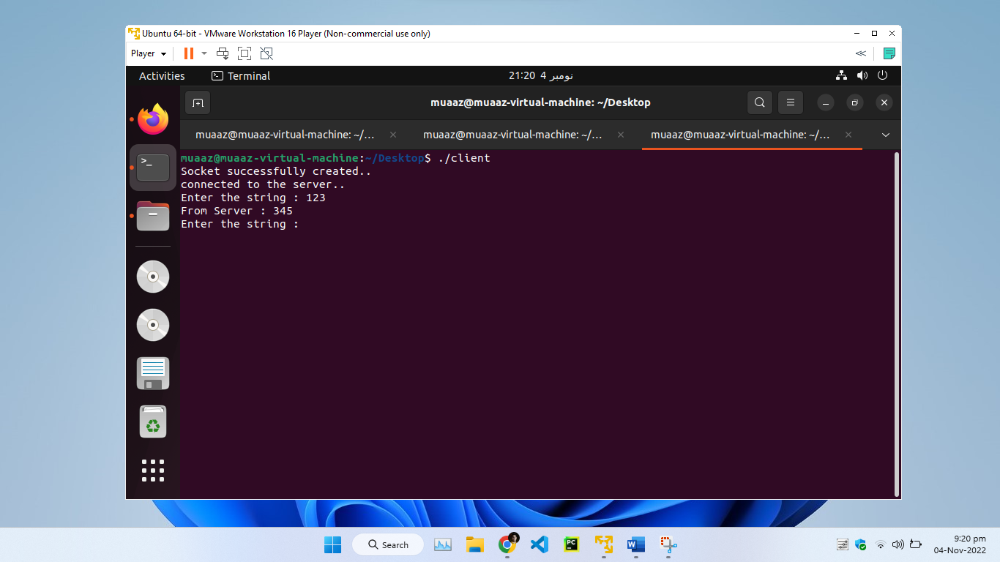 Ubuntu 64-bit - VMware Workstation 16 Player (Non-commercial use only)
Player
Activities
Terminal
21:20 نومبر 4
muaaz@muaaz-virtual-machine: ~/Desktop
muaaz@muaaz-virtual-machine: ~/...
muaaz@muaaz-virtual-machine: ~/...
muaaz@muaaz-virtual-machine: ~/...
muaaz@muaaz-virtual-machine:~/Desktop$ ./client
Socket successfully created..
connected to the server..
Enter the string : 123
From Server : 345
Enter the string :
>_
Search
PC
9:20 pm
04-Nov-2022